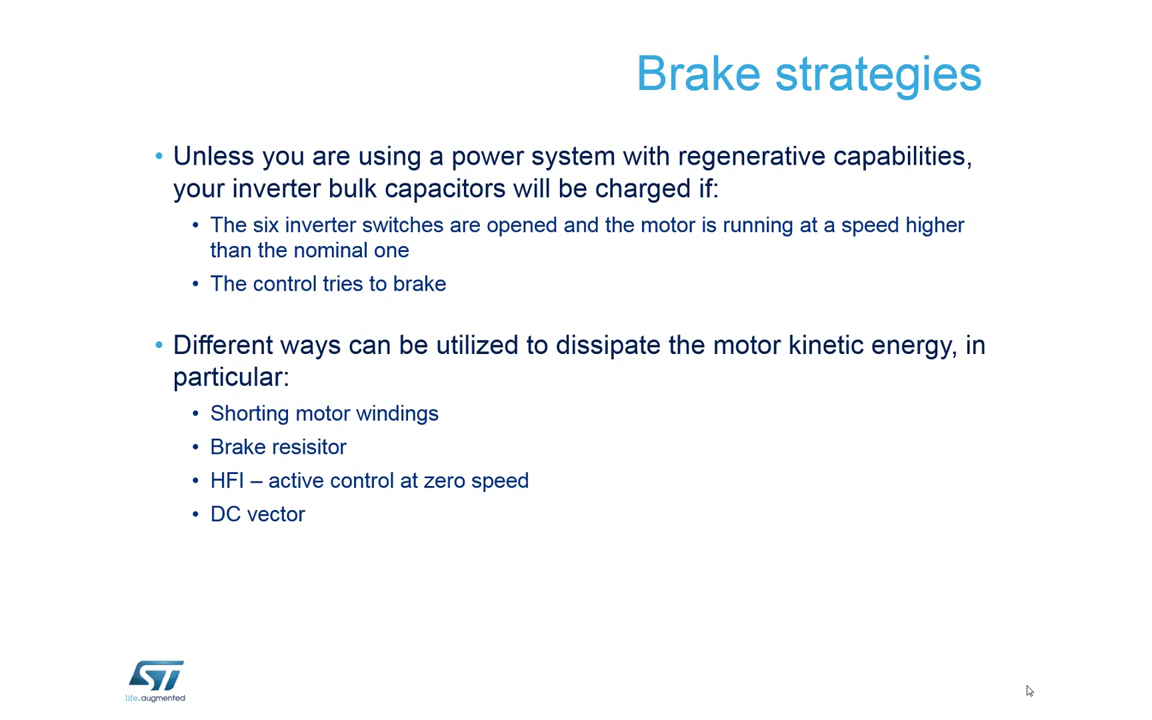 Brake strategies
• Unless you are using a power system with regenerative capabilities,
your inverter bulk capacitors will be charged if:
• The six inverter switches are opened and the motor is running at a speed higher
than the nominal one
• The control tries to brake
• Different ways can be utilized to dissipate the motor kinetic energy, in
particular:
• Shorting motor windings
• Brake resisitor
• HFI – active control at zero speed
• DC vector
ST
life.augmented